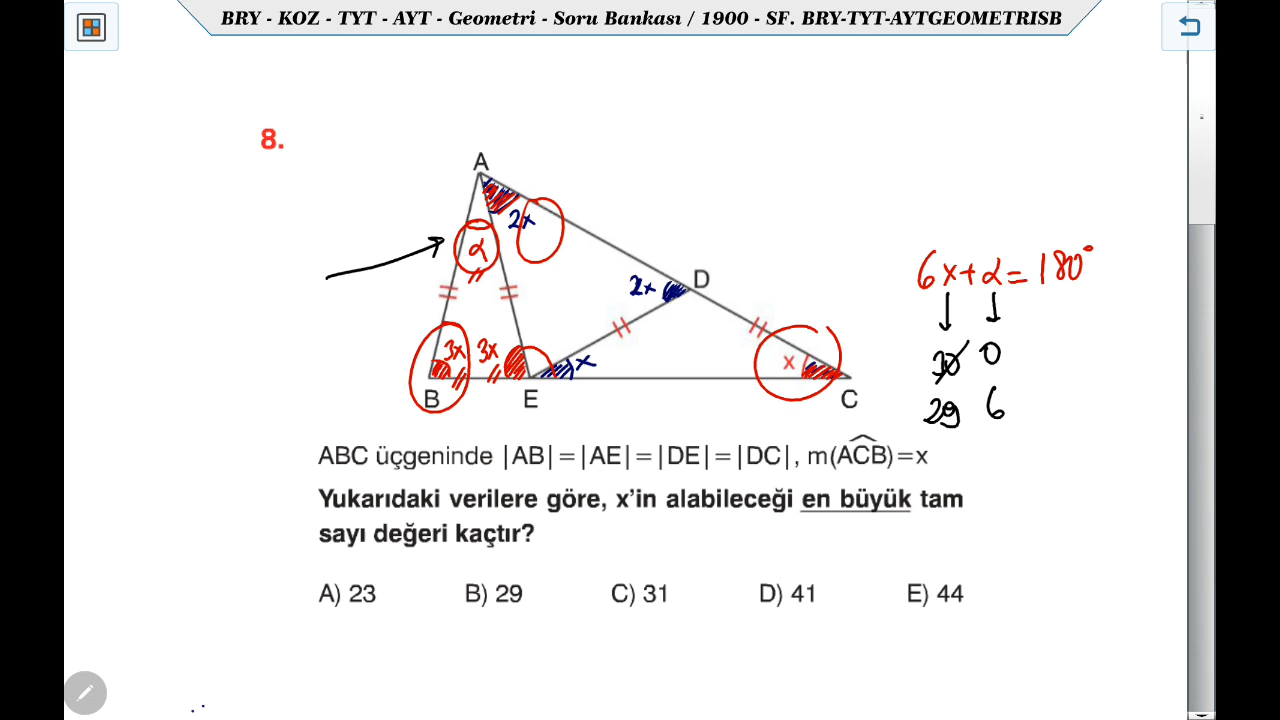 BRY - KOZ - TYT - AYT - Geometri - Soru Bankası / 1900 - SF. BRY-TYT-AYTGEOMETRISB
8.
A
2x
α
2x D
6x+α=180°
3x 3x x x
30 0
B E C
29 6
ABC üçgeninde |AB|=|AE|=|DE|=|DC|, m(ACB)=x
Yukarıdaki verilere göre, x'in alabileceği en büyük tam
sayı değeri kaçtır?
A) 23 B) 29 C) 31 D) 41 E) 44